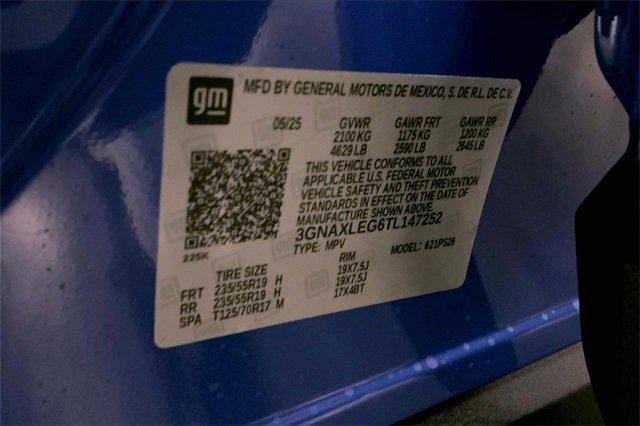 gm
MFD BY GENERAL MOTORS DE MEXICO, S. DE R.L. DE C.V.
05/25 GVWR GAWR FRT GAWR RR
2100 KG 1175 KG 1200 KG
4629 LB 2590 LB 2645 LB
THIS VEHICLE CONFORMS TO ALL
APPLICABLE U.S. FEDERAL MOTOR
VEHICLE SAFETY AND THEFT PREVENTION
STANDARDS IN EFFECT ON THE DATE OF
MANUFACTURE SHOWN ABOVE.
3GNAXLEG6TL147252
225K TYPE: MPV MODEL: 621PS26
TIRE SIZE RIM
FRT 235/55R19 H 19X7.5J
RR 235/55R19 H 19X7.5J
SPA T125/70R17 M 17X4BT